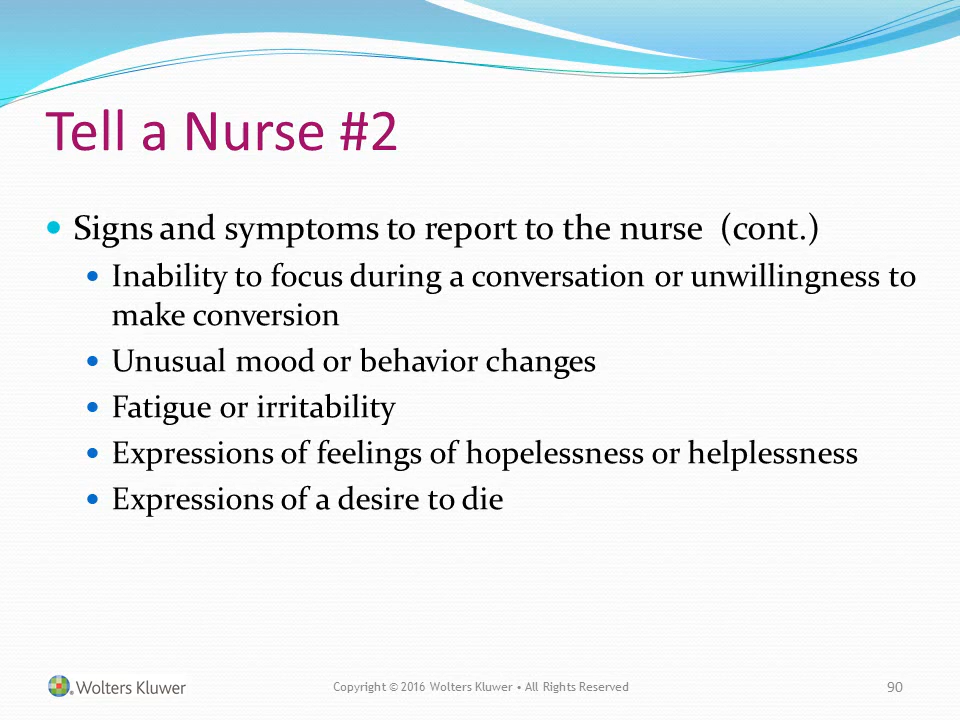 Tell a Nurse #2
Signs and symptoms to report to the nurse (cont.)
Inability to focus during a conversation or unwillingness to
make conversion
Unusual mood or behavior changes
Fatigue or irritability
Expressions of feelings of hopelessness or helplessness
Expressions of a desire to die
Wolters Kluwer
Copyright © 2016 Wolters Kluwer • All Rights Reserved
90